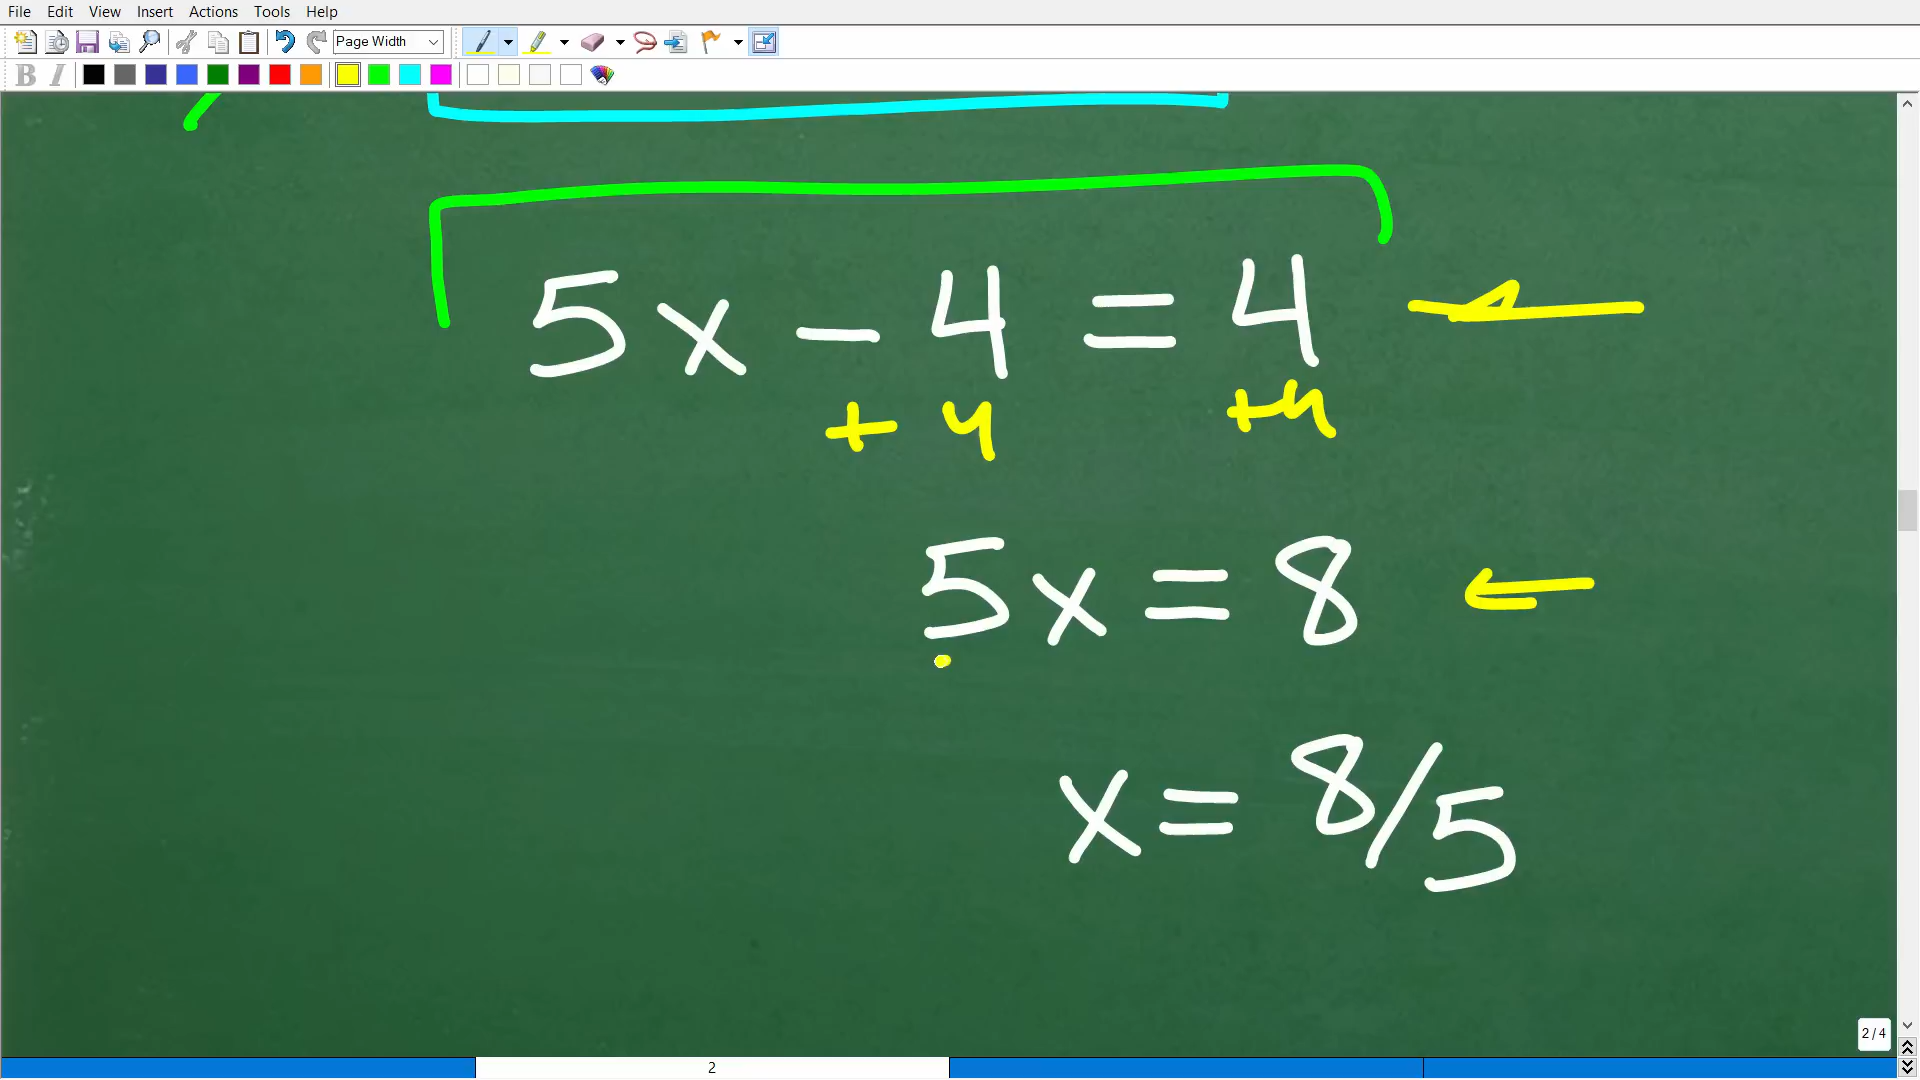 File Edit View Insert Actions Tools Help
Page Width
B I
5x - 4 = 4
+ 4 +4
5x = 8
x = 8/5
2 / 4
2